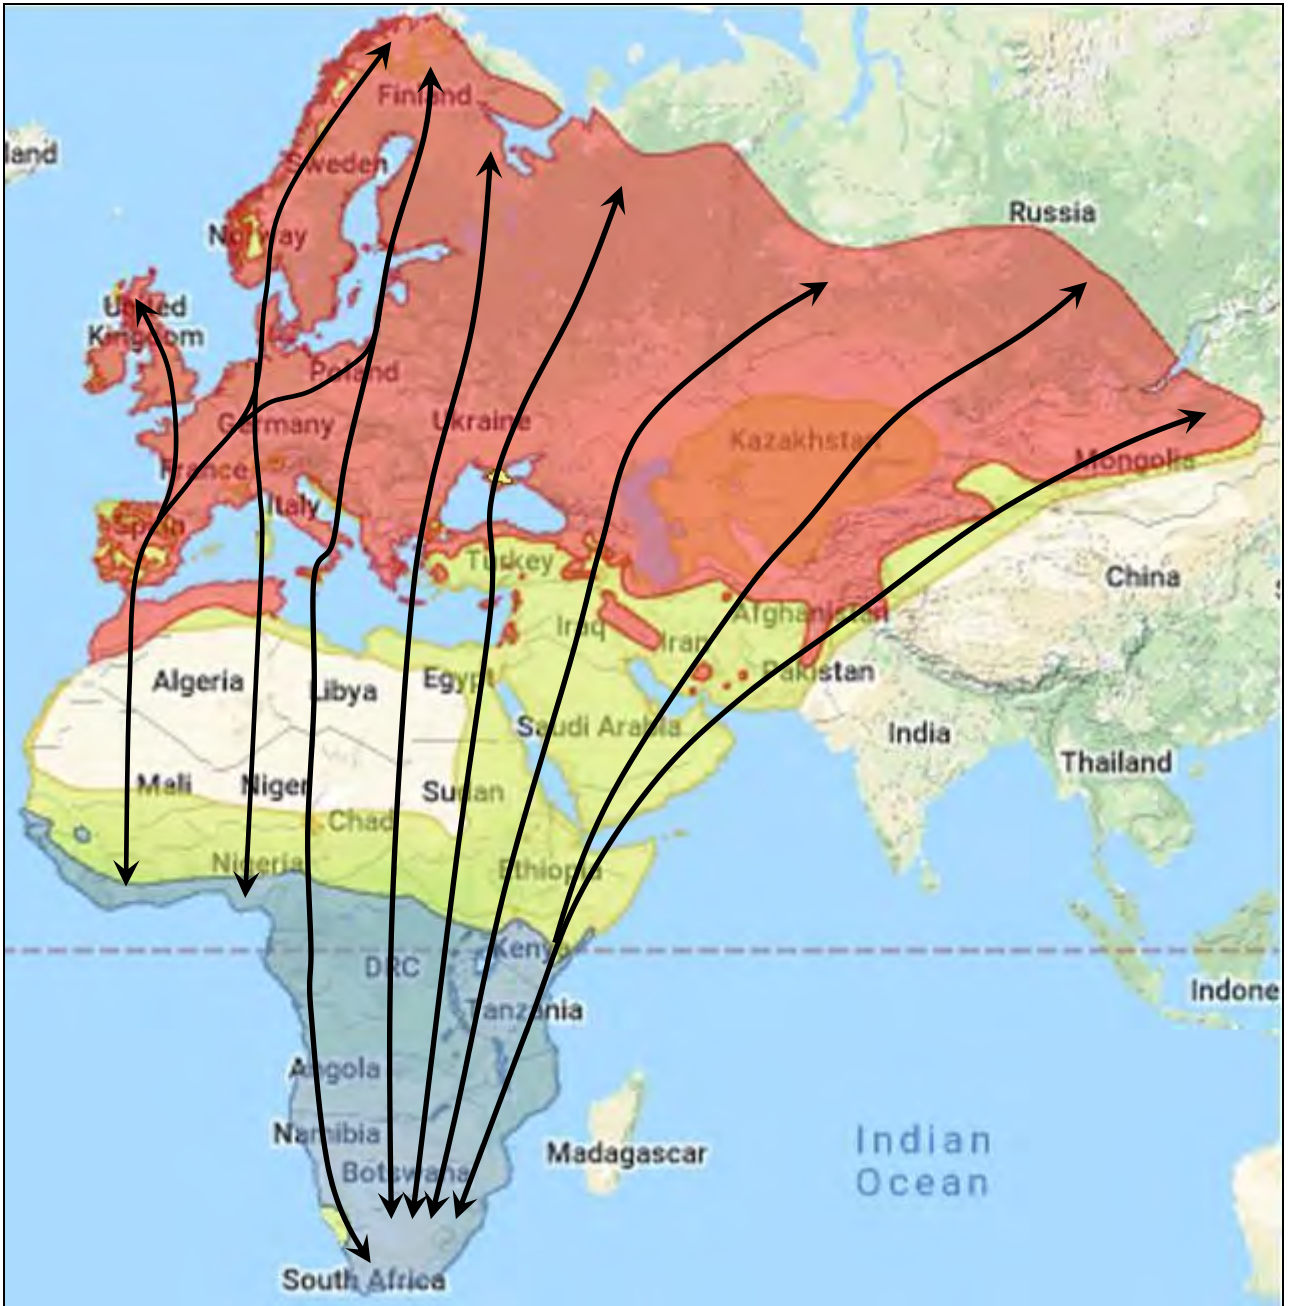 land
Finland
Sweden
Norway
Russia
United
Kingdom
Poland
Germany
Ukraine
Kazakhstan
Mongolia
France
Italy
Spain
Turkey
China
Afghanistan
Iraq
Iran
Pakistan
Algeria
Libya
Egypt
Saudi Arabia
India
Thailand
Mali
Niger
Sudan
Chad
Nigeria
Ethiopia
Kenya
DRC
Indone
Tanzania
Angola
Namibia
Botswana
Madagascar
Indian
Ocean
South Africa